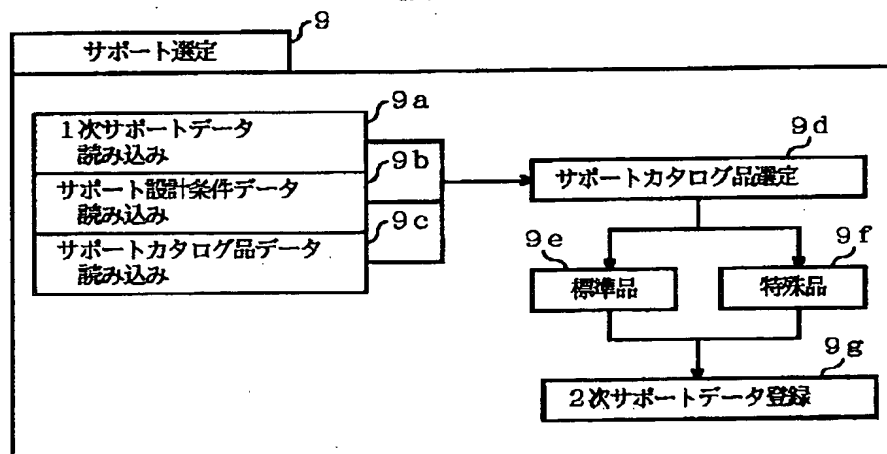 9
サポート選定
9a
1次サポートデータ
読み込み
9b
サポート設計条件データ
読み込み
9c
サポートカタログ品データ
読み込み
9d
サポートカタログ品選定
9e
標準品
9f
特殊品
9g
2次サポートデータ登録